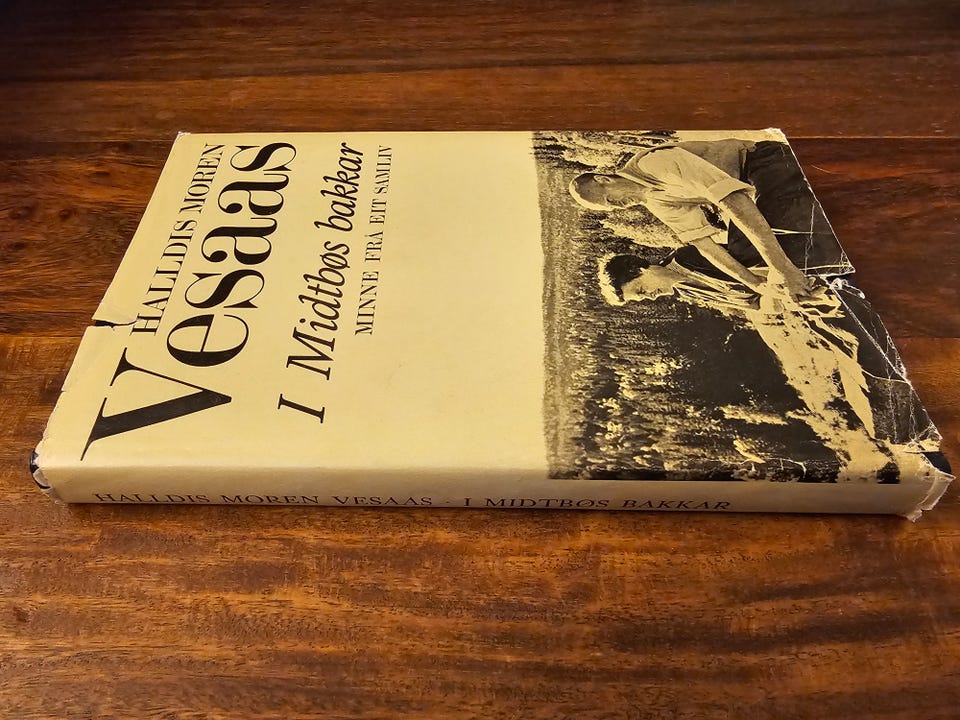 HALLDIS MOREN
Vesaas
I Midtbøs bakkar
MINNE FRÅ EIT SAMLIV
HALLDIS MOREN VESAAS · I MIDTBØS BAKKAR